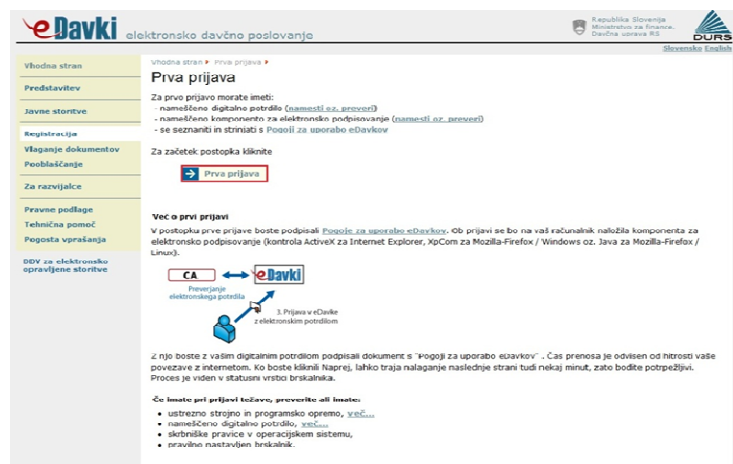 eDavki elektronsko davčno poslovanje
Republika Slovenija
Ministrstvo za finance
Davčna uprava RS
DURS
Slovensko English
Vhodna stran
Predstavitev
Javne storitve
Registracija
Vlaganje dokumentov
Pooblaščanje
Za razvijalce
Pravne podlage
Tehnična pomoč
Pogosta vprašanja
DDV za elektronsko
opravljene storitve
Vhodna stran Prva prijava
Prva prijava
Za prvo prijavo morate imeti:
- nameščeno digitalno potrdilo (namesti oz. preveri)
- nameščeno komponento za elektronsko podpisovanje (namesti oz. preveri)
- se seznaniti in strinjati s Pogoji za uporabo eDavkov
Za začetek postopka kliknite
Prva prijava
Več o prvi prijavi
V postopku prve prijave boste podpisali Pogoje za uporabo eDavkov. Ob prijavi se bo na vaš računalnik naložila komponenta za
elektronsko podpisovanje (kontrola ActiveX za Internet Explorer, XpCom za Mozilla-Firefox / Windows oz. Java za Mozilla-Firefox /
Linux).
CA eDavki
Preverjanje
elektronskega potrdila
3. Prijava v eDavke
z elektronskim potrdilom
Z njo boste z vašim digitalnim potrdilom podpisali dokument s "Pogoji za uporabo eDavkov" . Čas prenosa je odvisen od hitrosti vaše
povezave z internetom. Ko boste kliknili Naprej, lahko traja nalaganje naslednje strani tudi nekaj minut, zato bodite potrpežljivi.
Proces je viden v statusni vrstici brskalnika.
Če imate pri prijavi težave, preverite ali imate:
• ustrezno strojno in programsko opremo, več...
• nameščeno digitalno potrdilo, več...
• skrbniške pravice v operacijskem sistemu,
• pravilno nastavljen brskalnik.